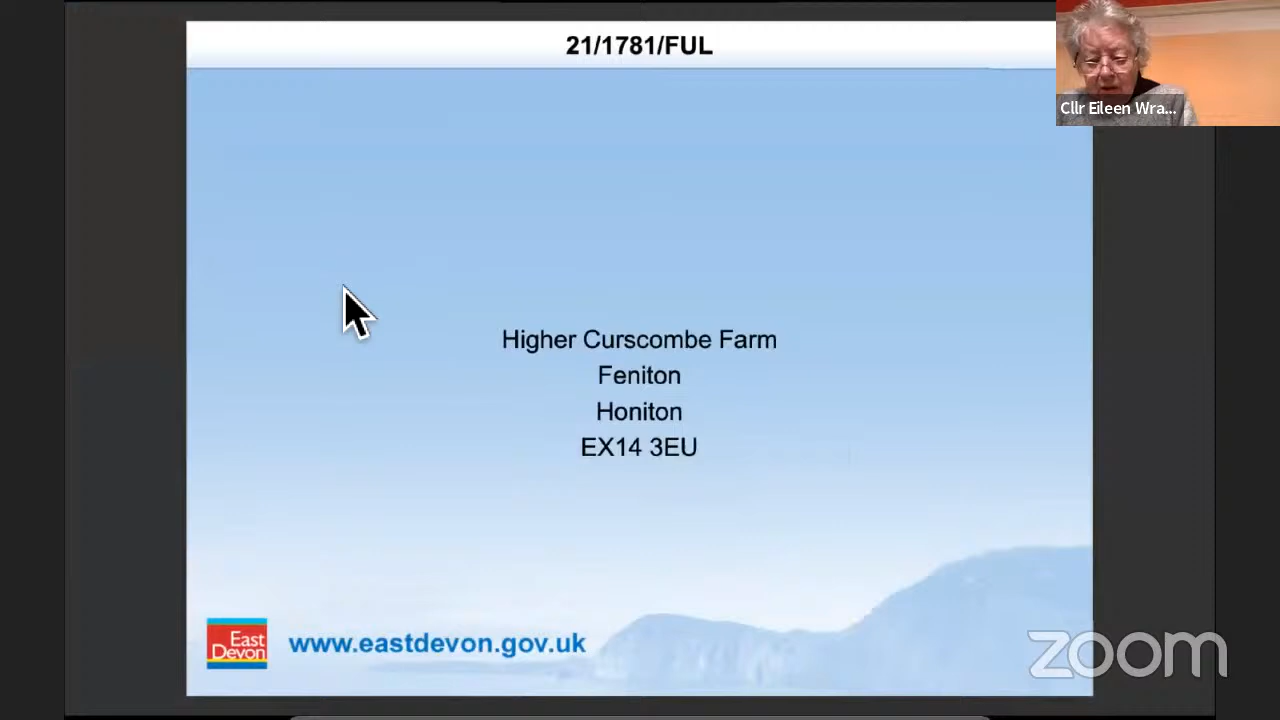 21/1781/FUL
Cllr Eileen Wra...
Higher Curscombe Farm
Feniton
Honiton
EX14 3EU
East
Devon
www.eastdevon.gov.uk
zoom